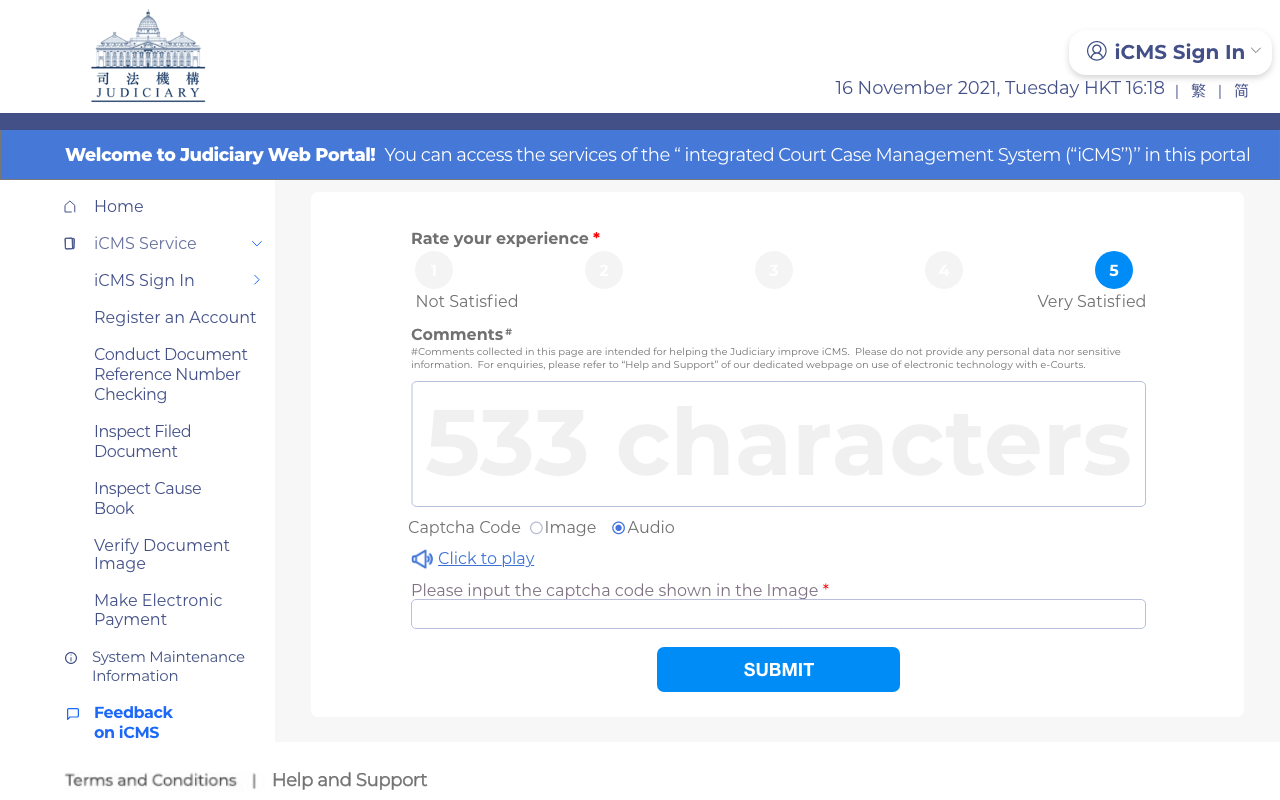 司法機構
JUDICIARY
iCMS Sign In
16 November 2021, Tuesday HKT 16:18 | 繁 | 简
Welcome to Judiciary Web Portal! You can access the services of the “ integrated Court Case Management System (“iCMS”)” in this portal
Home
iCMS Service
iCMS Sign In
Register an Account
Conduct Document
Reference Number
Checking
Inspect Filed
Document
Inspect Cause
Book
Verify Document
Image
Make Electronic
Payment
System Maintenance
Information
Feedback
on iCMS
Rate your experience *
1 2 3 4 5
Not Satisfied Very Satisfied
Comments#
#Comments collected in this page are intended for helping the Judiciary improve iCMS. Please do not provide any personal data nor sensitive
information. For enquiries, please refer to “Help and Support” of our dedicated webpage on use of electronic technology with e-Courts.
533 characters
Captcha Code Image Audio
Click to play
Please input the captcha code shown in the Image *
SUBMIT
Terms and Conditions | Help and Support